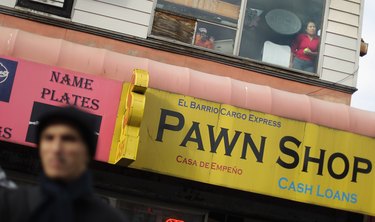 NAME
PLATES
EL BARRIO CARGO EXPRESS
PAWN SHOP
CASA DE EMPEÑO
CASH LOANS